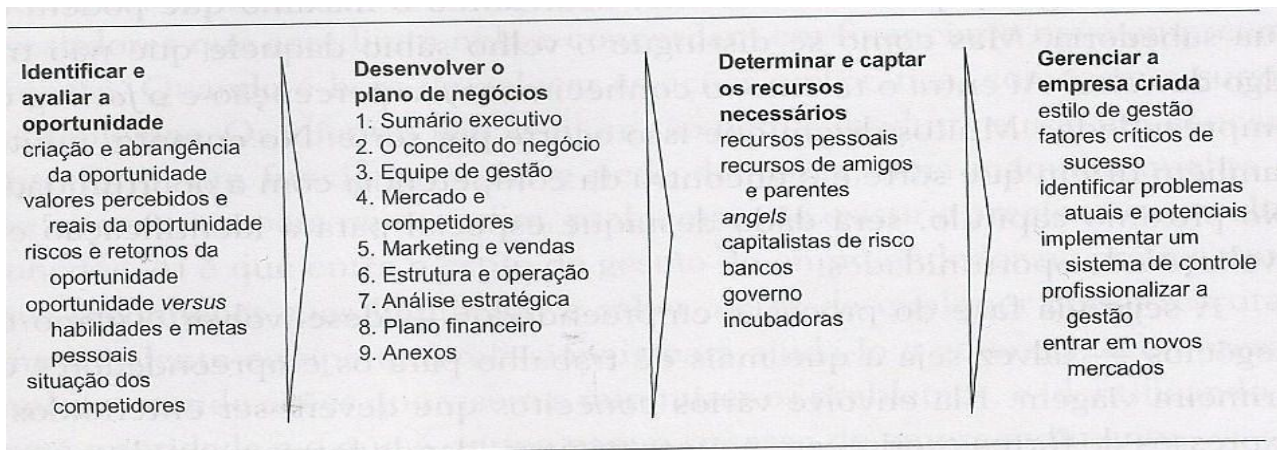 Identificar e
avaliar a
oportunidade
criação e abrangência
da oportunidade
valores percebidos e
reais da oportunidade
riscos e retornos da
oportunidade
oportunidade versus
habilidades e metas
pessoais
situação dos
competidores
Desenvolver o
plano de negócios
1. Sumário executivo
2. O conceito do negócio
3. Equipe de gestão
4. Mercado e
competidores
5. Marketing e vendas
6. Estrutura e operação
7. Análise estratégica
8. Plano financeiro
9. Anexos
Determinar e captar
os recursos
necessários
recursos pessoais
recursos de amigos
e parentes
angels
capitalistas de risco
bancos
governo
incubadoras
Gerenciar a
empresa criada
estilo de gestão
fatores críticos de
sucesso
identificar problemas
atuais e potenciais
implementar um
sistema de controle
profissionalizar a
gestão
entrar em novos
mercados